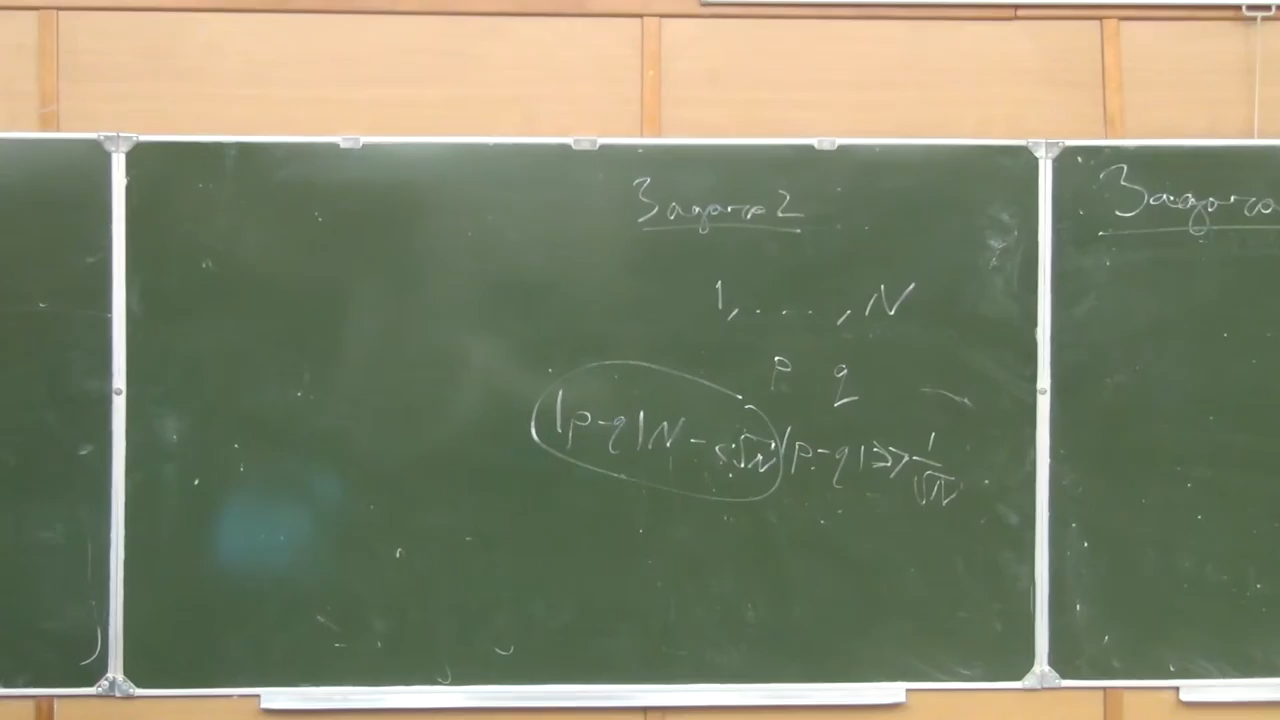 Задача 2
1, ...., N
p q
|p-q|N - c√N |p-q| >> 1/√N
Задача